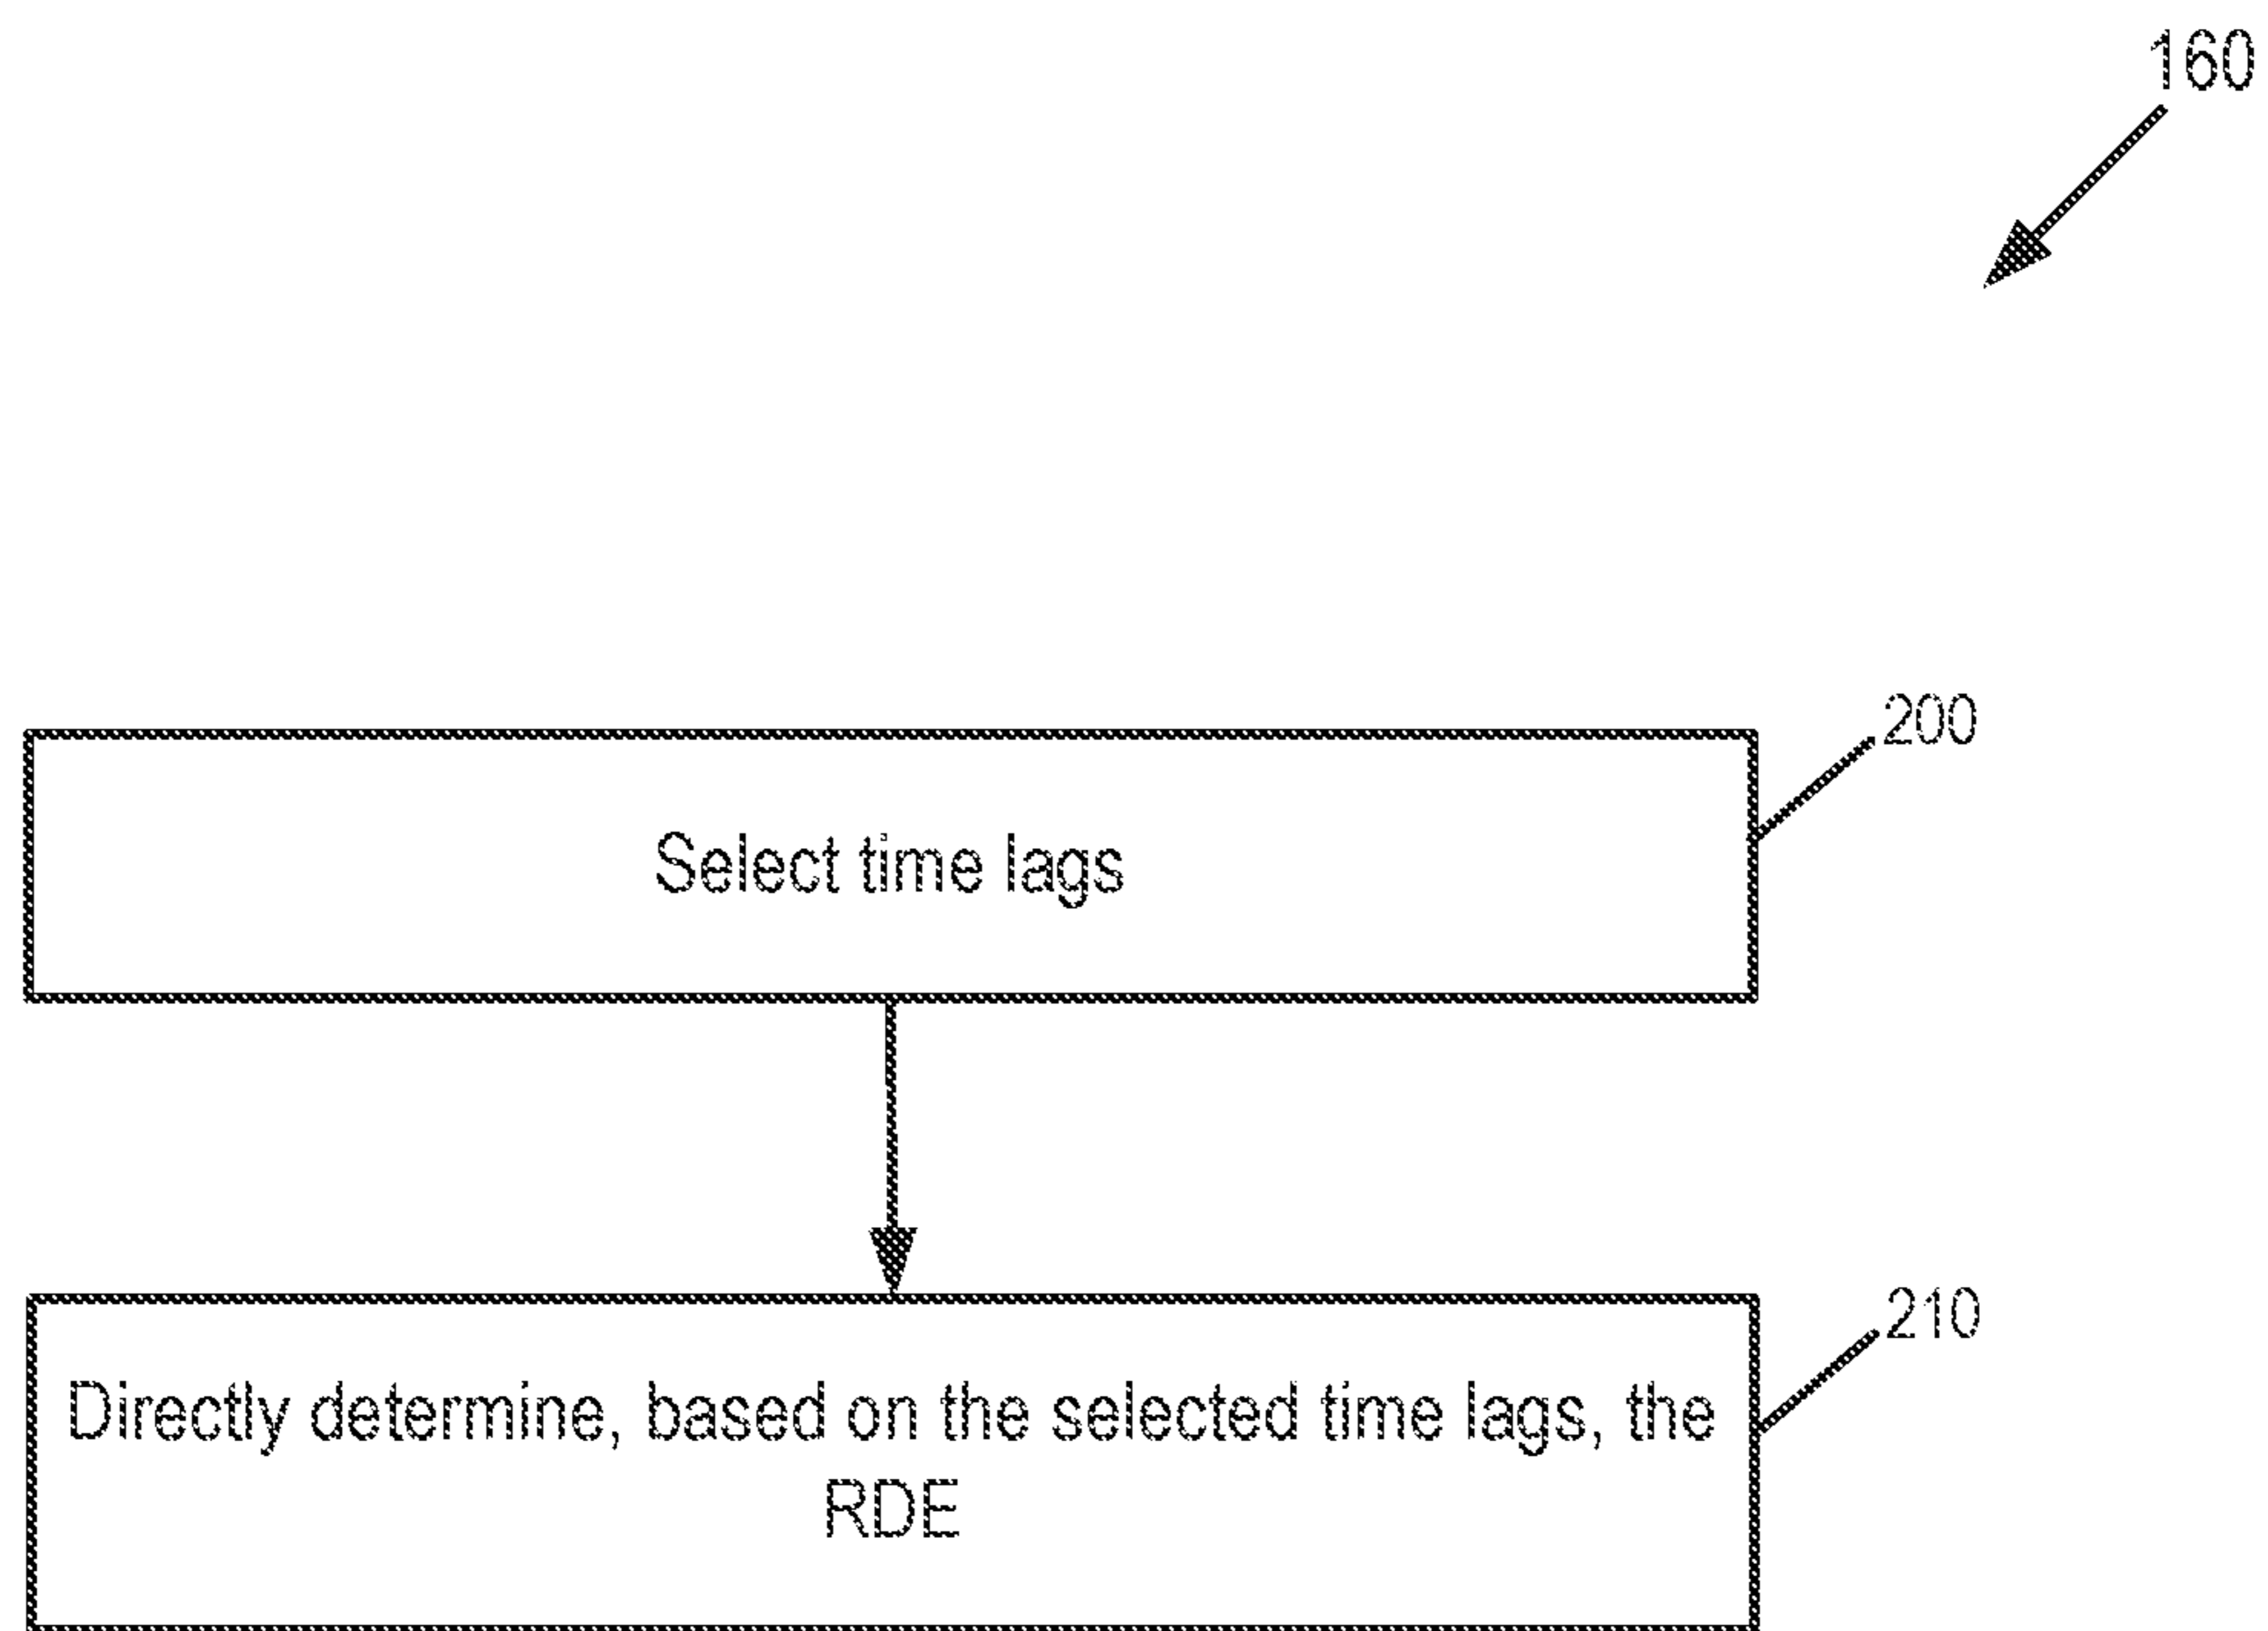 160
200
Select time lags
210
Directly determine, based on the selected time lags, the
RDE